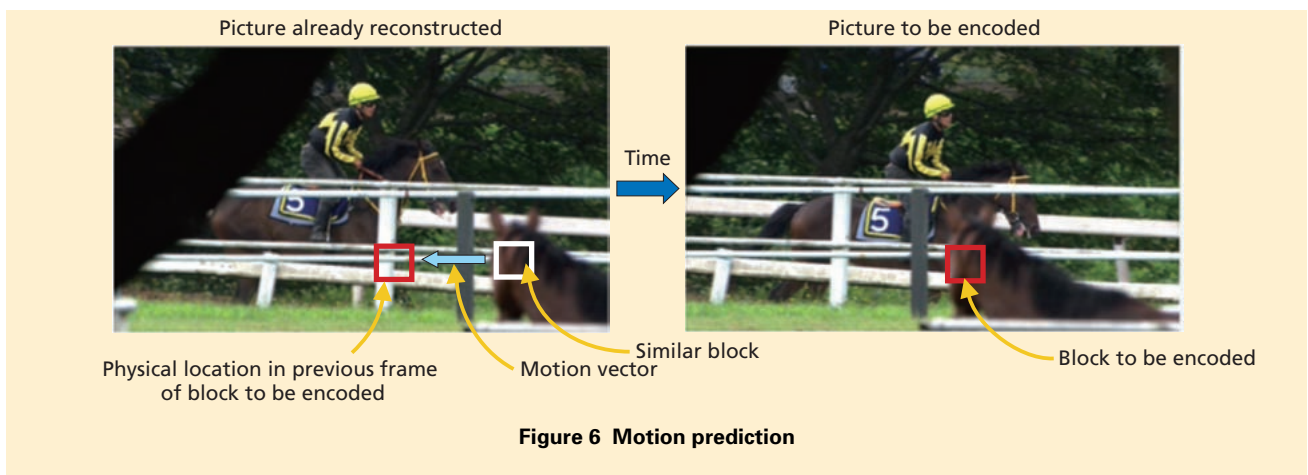 Picture already reconstructed
Picture to be encoded
Time
5
5
Physical location in previous frame
of block to be encoded
Motion vector
Similar block
Block to be encoded
Figure 6 Motion prediction